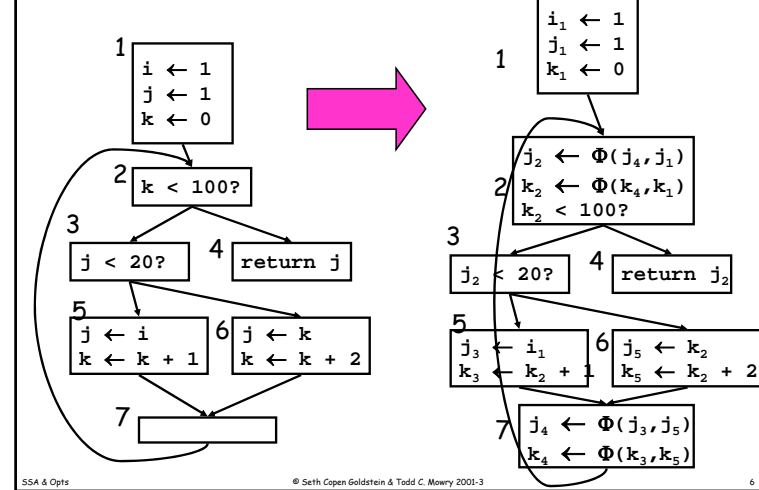 1
i ← 1
j ← 1
k ← 0
2
k < 100?
3
j < 20?
4
return j
5
j ← i
k ← k + 1
6
j ← k
k ← k + 2
7
1
i₁ ← 1
j₁ ← 1
k₁ ← 0
2
j₂ ← Φ(j₄,j₁)
k₂ ← Φ(k₄,k₁)
k₂ < 100?
3
j₂ < 20?
4
return j₂
5
j₃ ← i₁
k₃ ← k₂ + 1
6
j₅ ← k₂
k₅ ← k₂ + 2
7
j₄ ← Φ(j₃,j₅)
k₄ ← Φ(k₃,k₅)
SSA & Opts
© Seth Copen Goldstein & Todd C. Mowry 2001-3
6